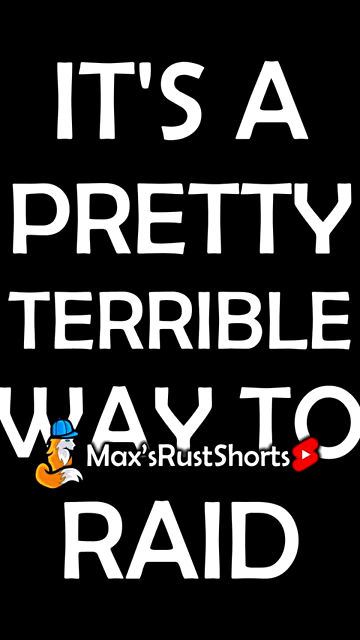 IT'S A
PRETTY
TERRIBLE
WAY TO
Max'sRustShorts
RAID